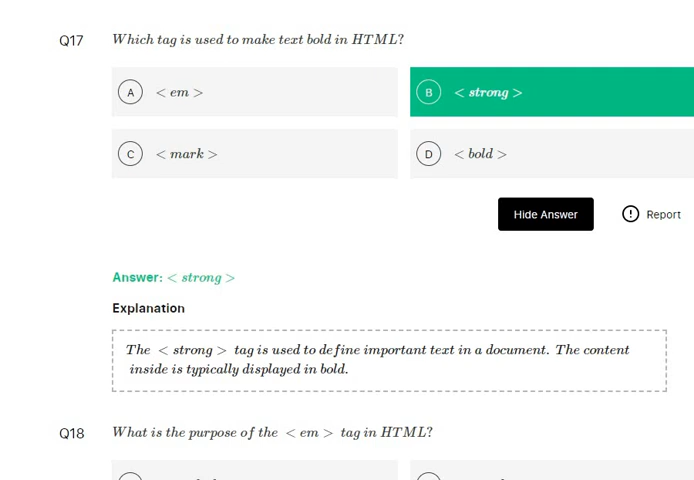 Q17 Which tag is used to make text bold in HTML?
A < em > B < strong >
C < mark > D < bold >
Hide Answer ! Report
Answer: < strong >
Explanation
The < strong > tag is used to define important text in a document. The content
inside is typically displayed in bold.
Q18 What is the purpose of the < em > tag in HTML?